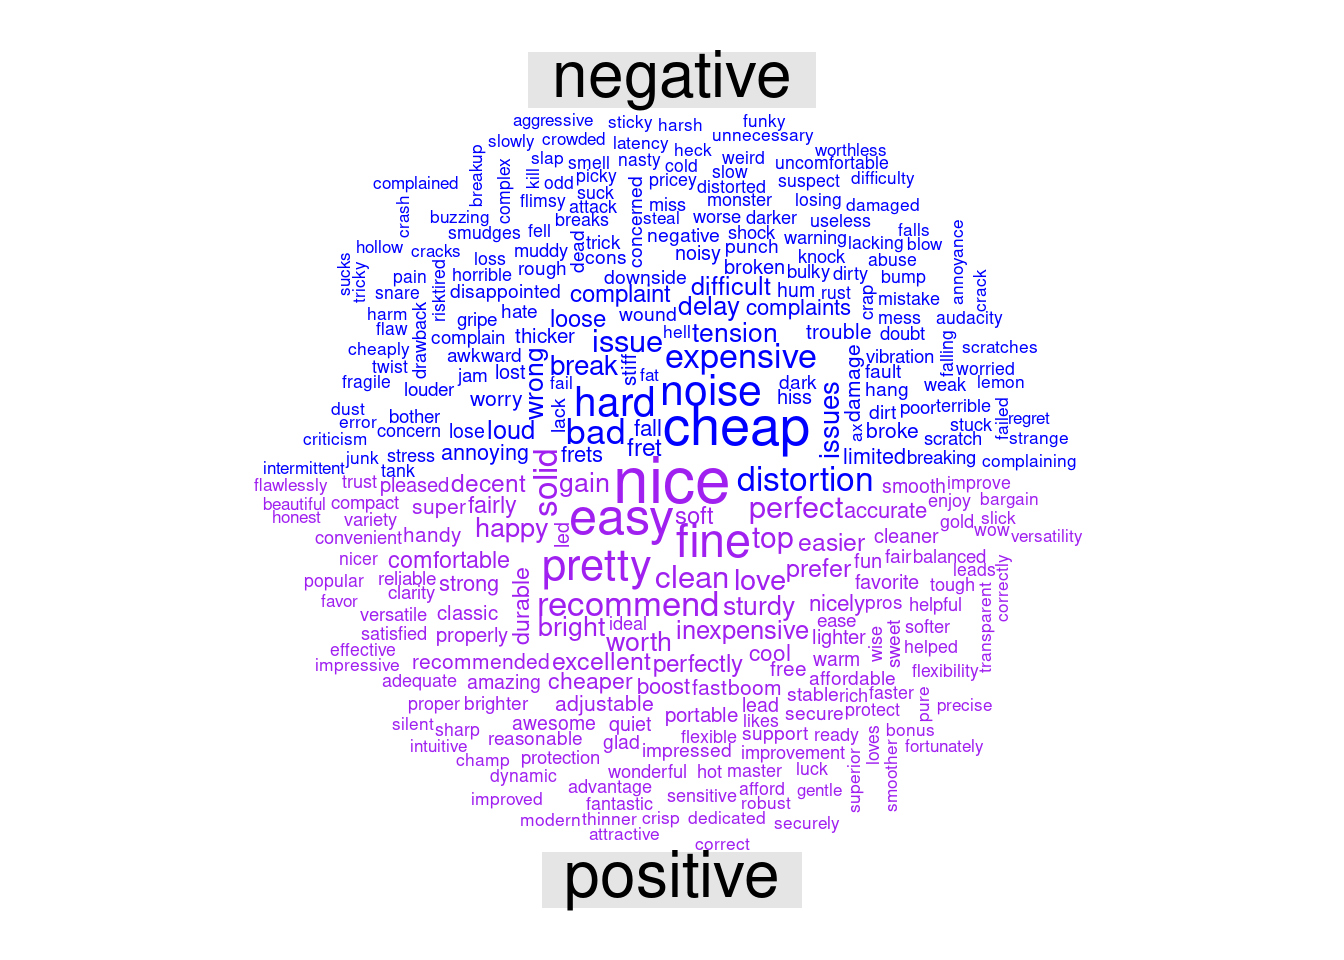 negative
aggressive sticky harsh funky
slowly crowded latency heck unnecessary
breakup slap smell nasty cold weird uncomfortable worthless
complained complex kill odd picky pricey slow distorted suspect difficulty
crash buzzing flimsy suck attack concerned miss monster losing damaged
smudges fell breaks steal worse darker useless falls
hollow cracks muddy dead trick negative shock warning lacking blow annoyance
sucks tricky loss rough cons noisy punch knock abuse
pain horrible downside broken bulky dirty bump crack
snare risk tired disappointed complaint difficult hum rust crap mistake
harm drawback gripe hate loose wound delay complaints mess audacity
flaw complain thicker issue hell tension trouble doubt falling scratches
cheaply awkward wrong break stiff expensive damage vibration worried
twist jam lost fail fat dark fault weak lemon
fragile louder worry hard noise hiss issues hang
dust bother lack fall cheap ax dirt poor terrible failed regret
error concern lose loud bad broke scratch stuck strange
criticism junk stress annoying frets fret limited breaking complaining
intermittent tank solid nice distortion
flawlessly trust pleased decent gain smooth improve
beautiful compact super fairly easy soft perfect accurate enjoy bargain
honest variety happy led fine top gold slick
convenient handy easier cleaner wow versatility
nicer comfortable pretty clean love prefer fun fair balanced leads
popular reliable clarity strong durable favorite tough transparent correctly
favor versatile classic recommend sturdy nicely pros helpful
satisfied properly bright ideal worth inexpensive ease lighter wise sweet softer
effective helped
impressive recommended excellent perfectly cool free warm flexibility
adequate amazing cheaper boost fast boom affordable
proper brighter adjustable portable lead stable rich faster pure precise
silent sharp awesome quiet likes secure protect bonus
intuitive reasonable glad impressed flexible support ready loves fortunately
champ protection improvement superior smoother
dynamic wonderful hot master luck
improved advantage fantastic sensitive afford gentle
modern thinner crisp dedicated robust securely
attractive correct
positive